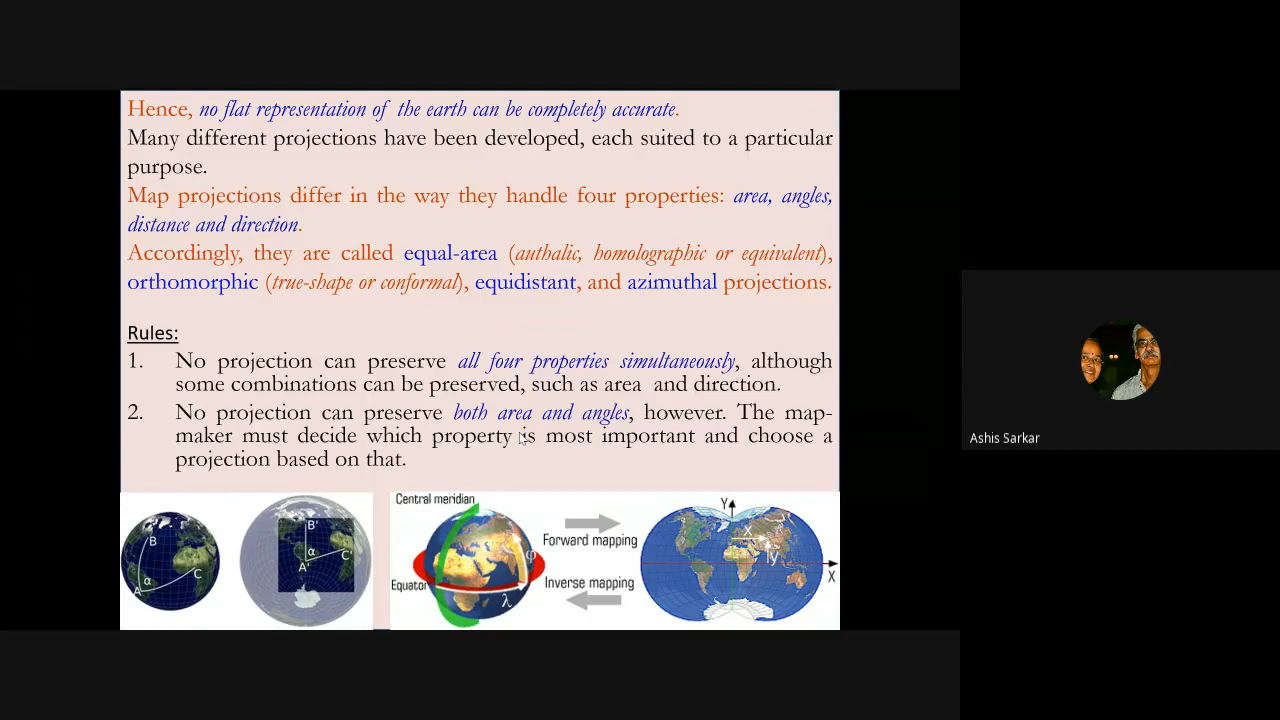 Hence, no flat representation of the earth can be completely accurate.
Many different projections have been developed, each suited to a particular
purpose.
Map projections differ in the way they handle four properties: area, angles,
distance and direction.
Accordingly, they are called equal-area (authalic, homolographic or equivalent),
orthomorphic (true-shape or conformal), equidistant, and azimuthal projections.
Rules:
1. No projection can preserve all four properties simultaneously, although
some combinations can be preserved, such as area and direction.
2. No projection can preserve both area and angles, however. The map-
maker must decide which property is most important and choose a
projection based on that.
B
α
A
C
B'
α
A'
C'
Central meridian
φ
Equator
λ
Forward mapping
Inverse mapping
Y
x
y
X
Ashis Sarkar